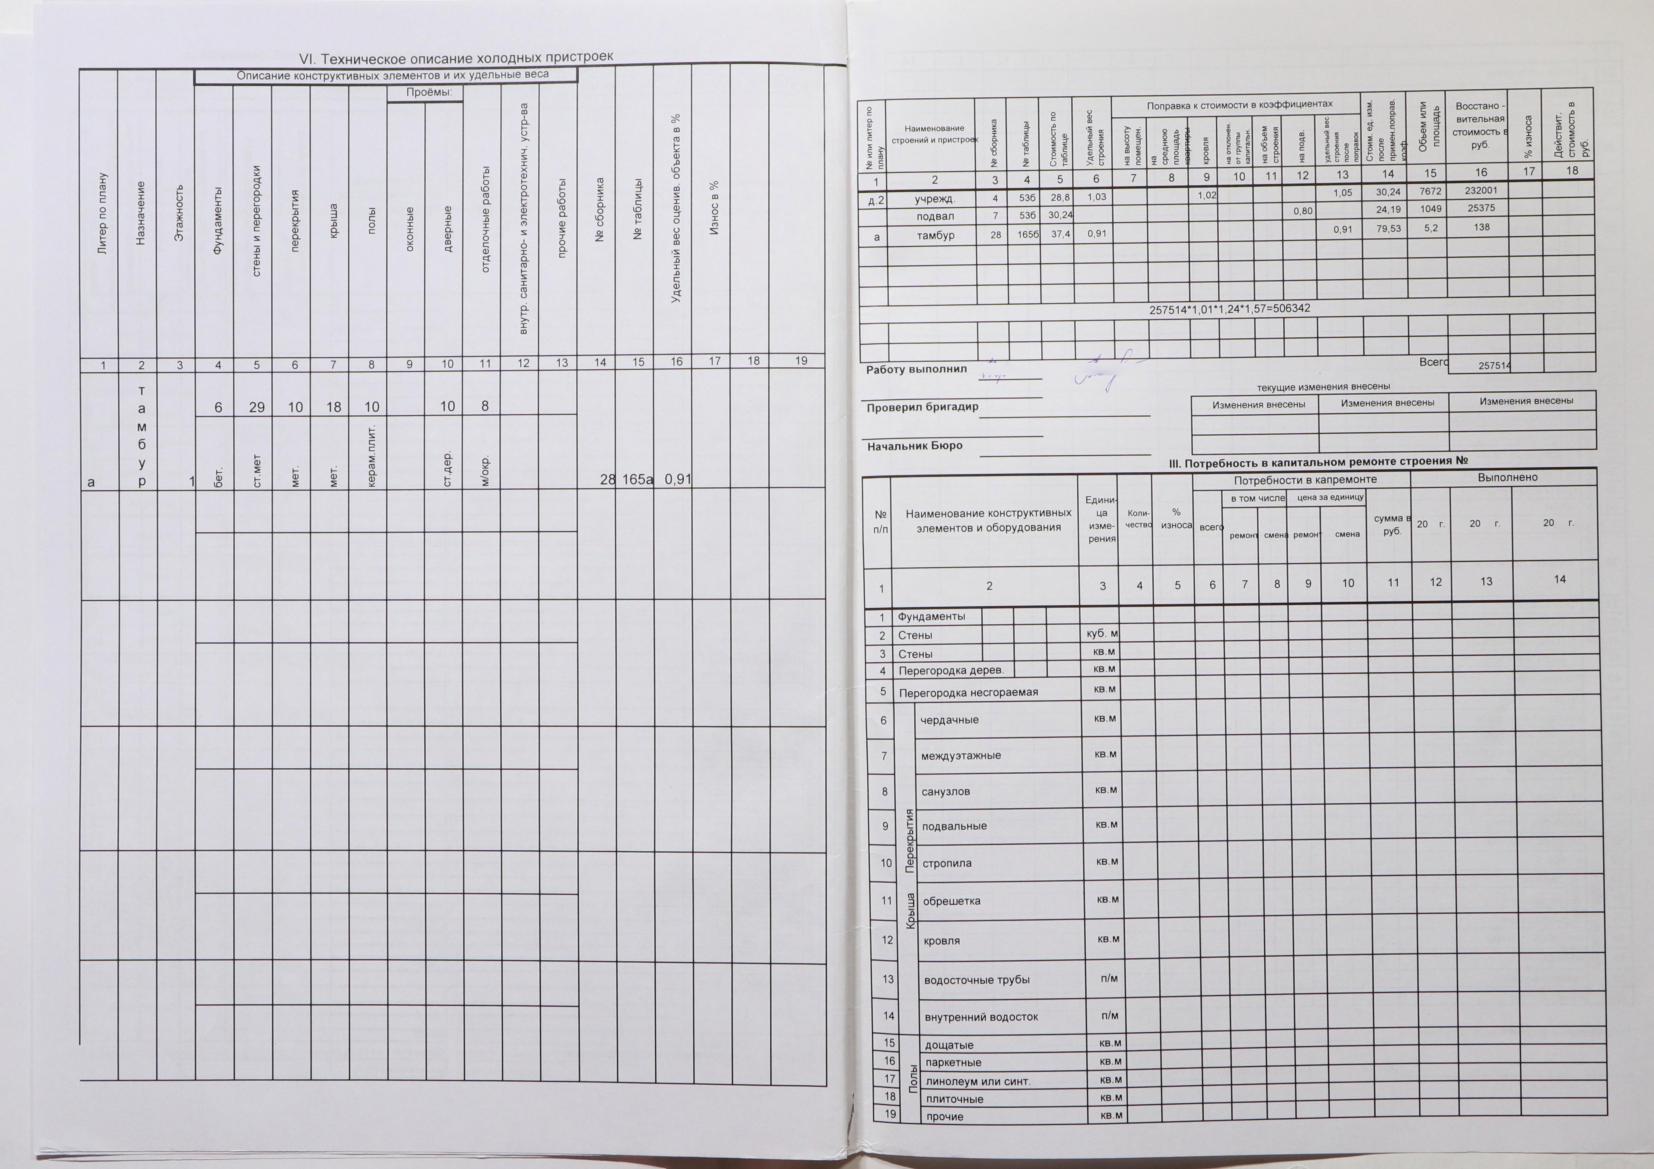 VI. Техническое описание холодных пристроек
Литер по плану
Назначение
Этажность
Описание конструктивных элементов и их удельные веса
Фундаменты
стены и перегородки
перекрытия
крыша
полы
Проёмы:
оконные
дверные
отделочные работы
внутр. санитарно- и электротехнич. устр-ва
прочие работы
№ сборника
№ таблицы
Удельный вес оценив. объекта в %
Износ в %
1 2 3 4 5 6 7 8 9 10 11 12 13 14 15 16 17 18 19
тамбур
6 29 10 18 10 10 8
а 1 бет. ст.мет мет. мет. керам.плит. ст.дер. м/окр. 28 165а 0,91
№ или литер по плану
Наименование строений и пристроек
№ сборника
№ таблицы
Стоимость по таблице
Удельный вес строения
Поправка к стоимости в коэффициентах
на высоту помещен.
на среднюю площадь квартиры
кровля
на отклонен. от группы капитальн.
на объем строения
на подв.
удельный вес строения после поправок
Стоим. ед. изм. после примен.поправ. коэф.
Объем или площадь
Восстано - вительная стоимость в руб.
% износа
Действит. стоимость в руб.
1 2 3 4 5 6 7 8 9 10 11 12 13 14 15 16 17 18
д.2 учрежд. 4 53б 28,8 1,03 1,02 1,05 30,24 7672 232001
подвал 7 53б 30,24 0,80 24,19 1049 25375
а тамбур 28 165б 37,4 0,91 0,91 79,53 5,2 138
257514*1,01*1,24*1,57=506342
Всего 257514
Работу выполнил
Проверил бригадир
Начальник Бюро
текущие изменения внесены
Изменения внесены Изменения внесены Изменения внесены
III. Потребность в капитальном ремонте строения №
№ п/п
Наименование конструктивных элементов и оборудования
Едини-ца изме-рения
Коли-чество
% износа
Потребности в капремонте
всего
в том числе
ремонт смена
цена за единицу
ремонт смена
сумма в руб.
Выполнено
20 г. 20 г. 20 г.
1 2 3 4 5 6 7 8 9 10 11 12 13 14
1 Фундаменты
2 Стены куб. м
3 Стены кв.м
4 Перегородка дерев. кв.м
5 Перегородка несгораемая кв.м
Перекрытия
6 чердачные кв.м
7 междуэтажные кв.м
8 санузлов кв.м
9 подвальные кв.м
Крыша
10 стропила кв.м
11 обрешетка кв.м
12 кровля кв.м
13 водосточные трубы п/м
14 внутренний водосток п/м
Полы
15 дощатые кв.м
16 паркетные кв.м
17 линолеум или синт. кв.м
18 плиточные кв.м
19 прочие кв.м